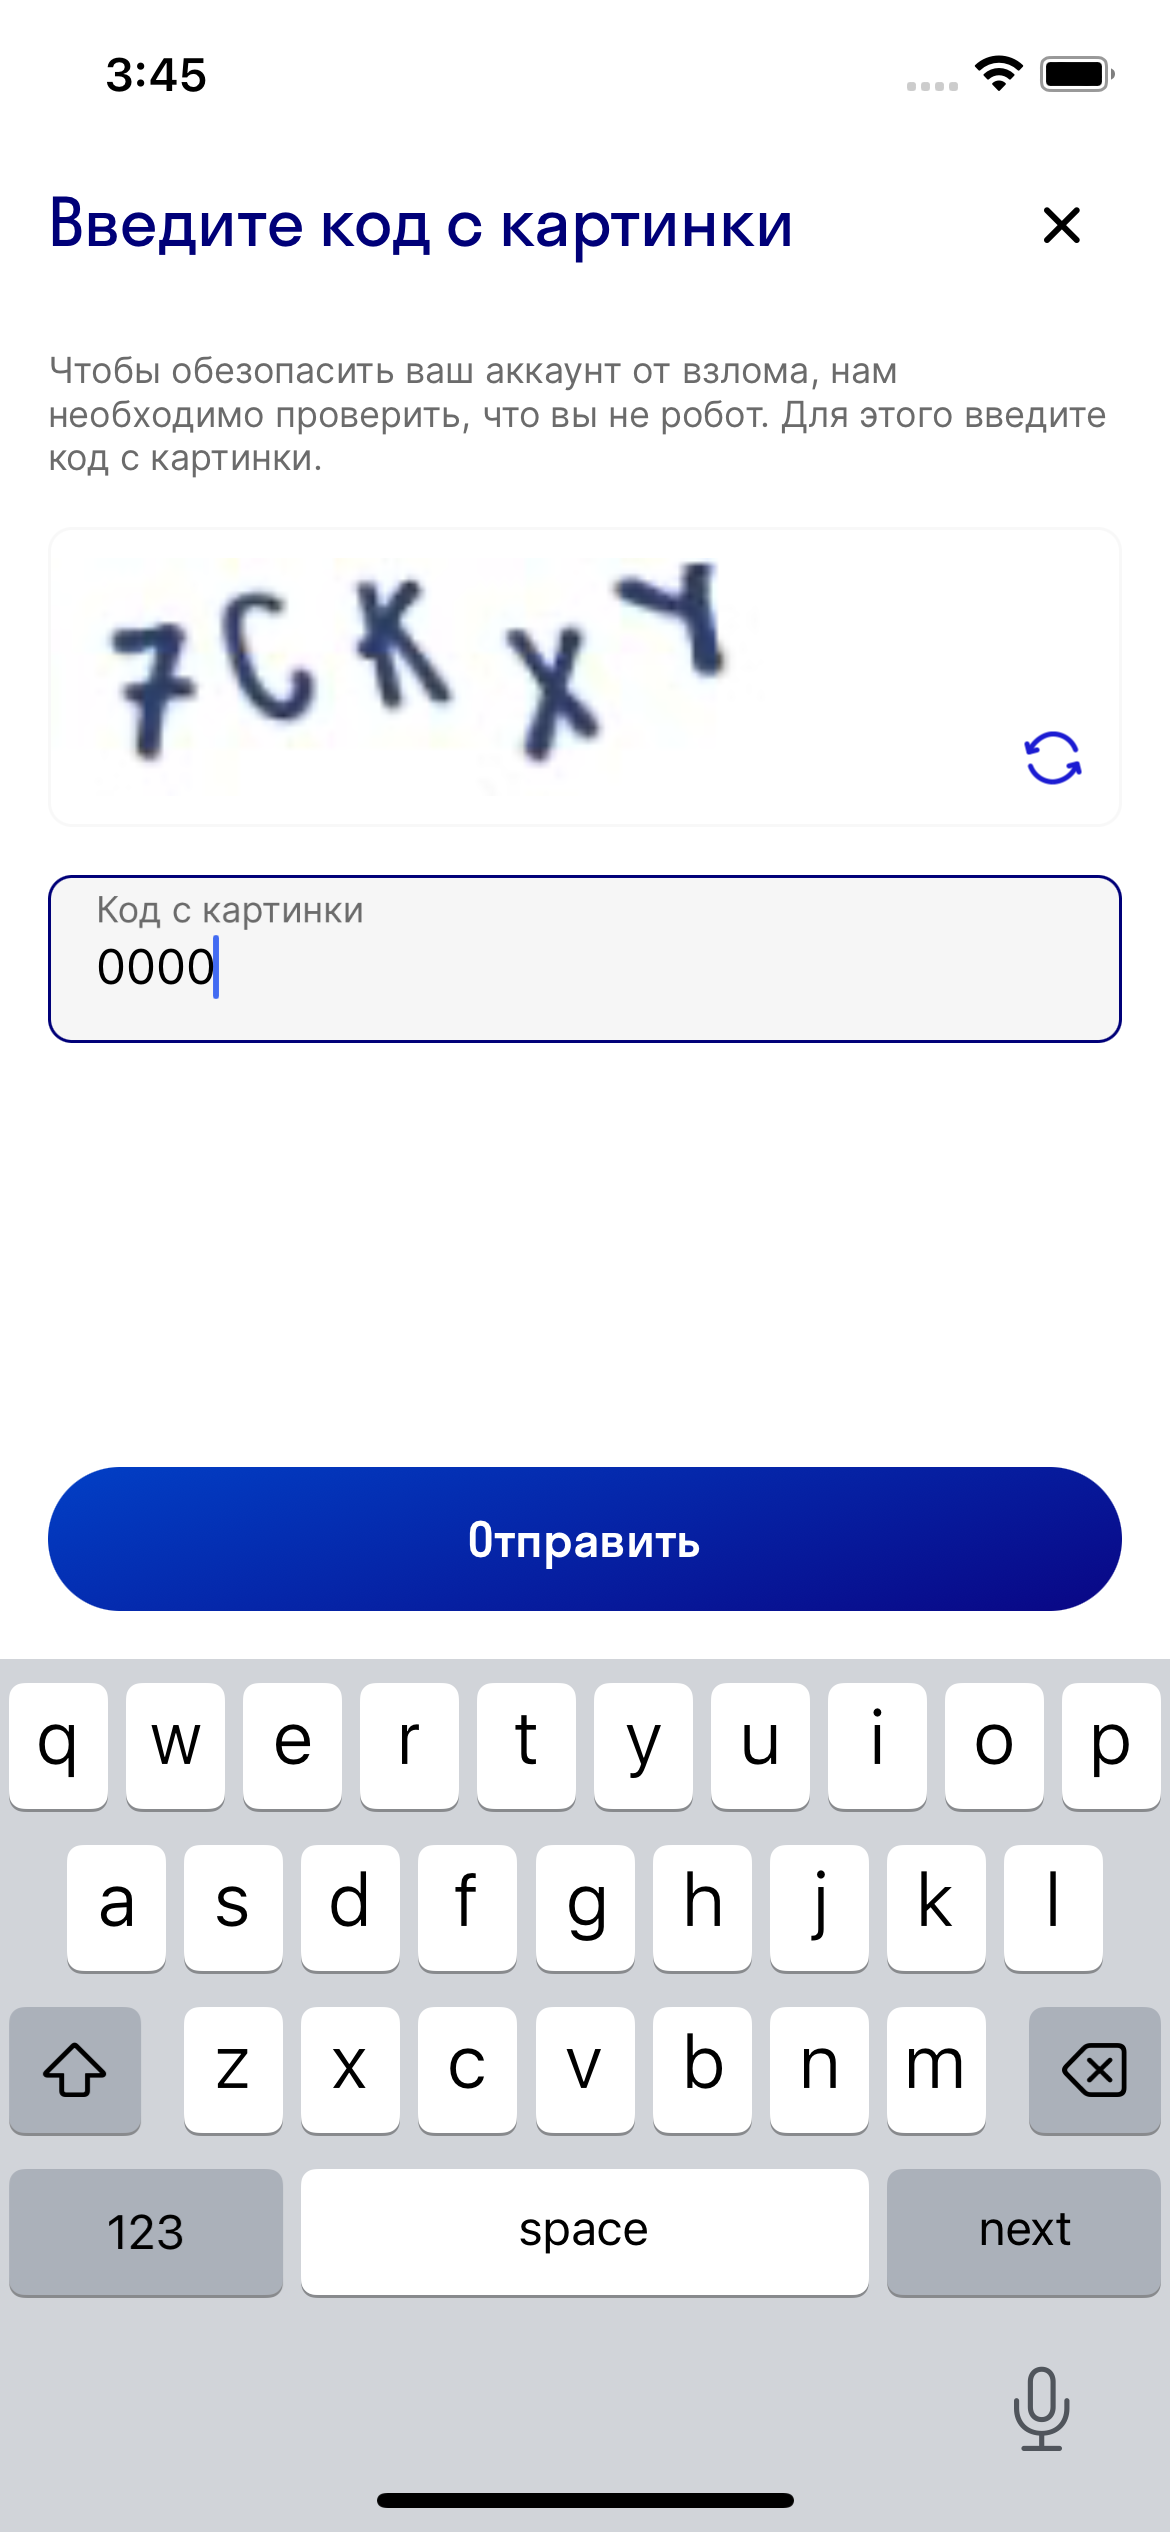 3:45
Введите код с картинки
Чтобы обезопасить ваш аккаунт от взлома, нам
необходимо проверить, что вы не робот. Для этого введите
код с картинки.
7CKXY
Код с картинки
0000
Отправить
q w e r t y u i o p
a s d f g h j k l
z x c v b n m
123 space next